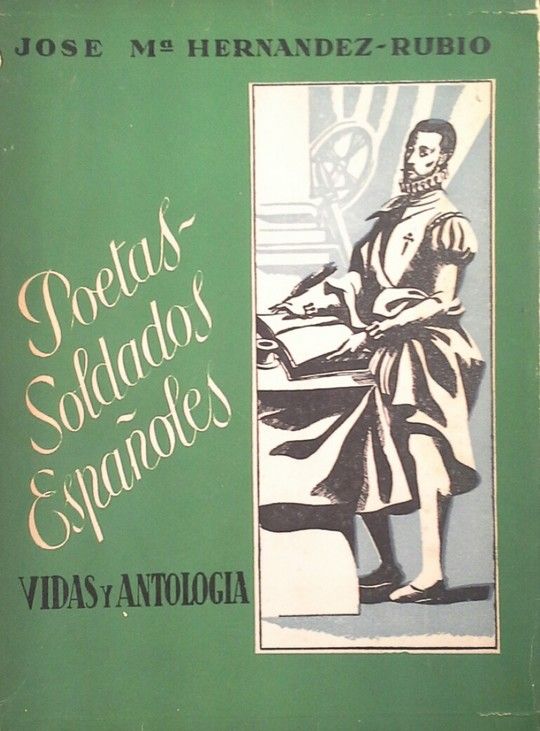 JOSE Mª HERNANDEZ-RUBIO
Poetas-
Soldados
Españoles
VIDAS Y ANTOLOGIA